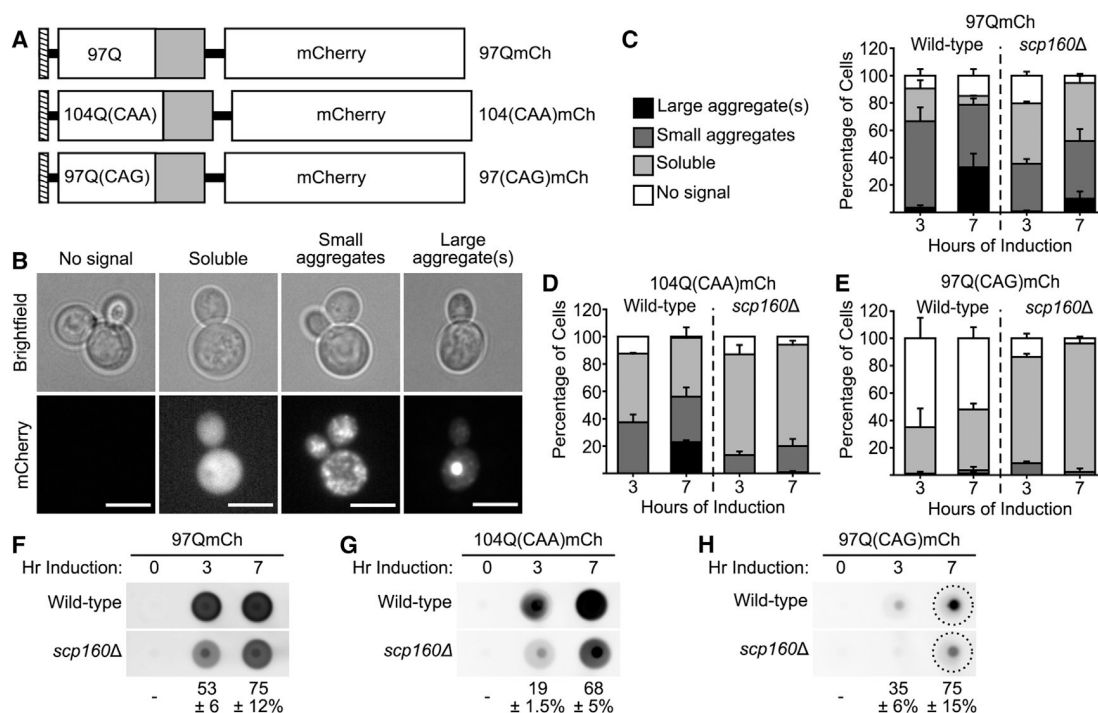 A
97Q
mCherry
97QmCh
104Q(CAA)
mCherry
104(CAA)mCh
97Q(CAG)
mCherry
97(CAG)mCh
B
No signal
Soluble
Small
aggregates
Large
aggregate(s)
Brightfield
mCherry
C
Large aggregate(s)
Small aggregates
Soluble
No signal
97QmCh
Wild-type
scp160Δ
Percentage of Cells
120
100
80
60
40
20
3
7
3
7
Hours of Induction
D
104Q(CAA)mCh
Wild-type
scp160Δ
Percentage of Cells
120
100
80
60
40
20
3
7
3
7
Hours of Induction
E
97Q(CAG)mCh
Wild-type
scp160Δ
Percentage of Cells
120
100
80
60
40
20
3
7
3
7
Hours of Induction
F
97QmCh
Hr Induction: 0 3 7
Wild-type
scp160Δ
- 53 75
± 6 ± 12%
G
104Q(CAA)mCh
Hr Induction: 0 3 7
Wild-type
scp160Δ
- 19 68
± 1.5% ± 5%
H
97Q(CAG)mCh
Hr Induction: 0 3 7
Wild-type
scp160Δ
- 35 75
± 6% ± 15%